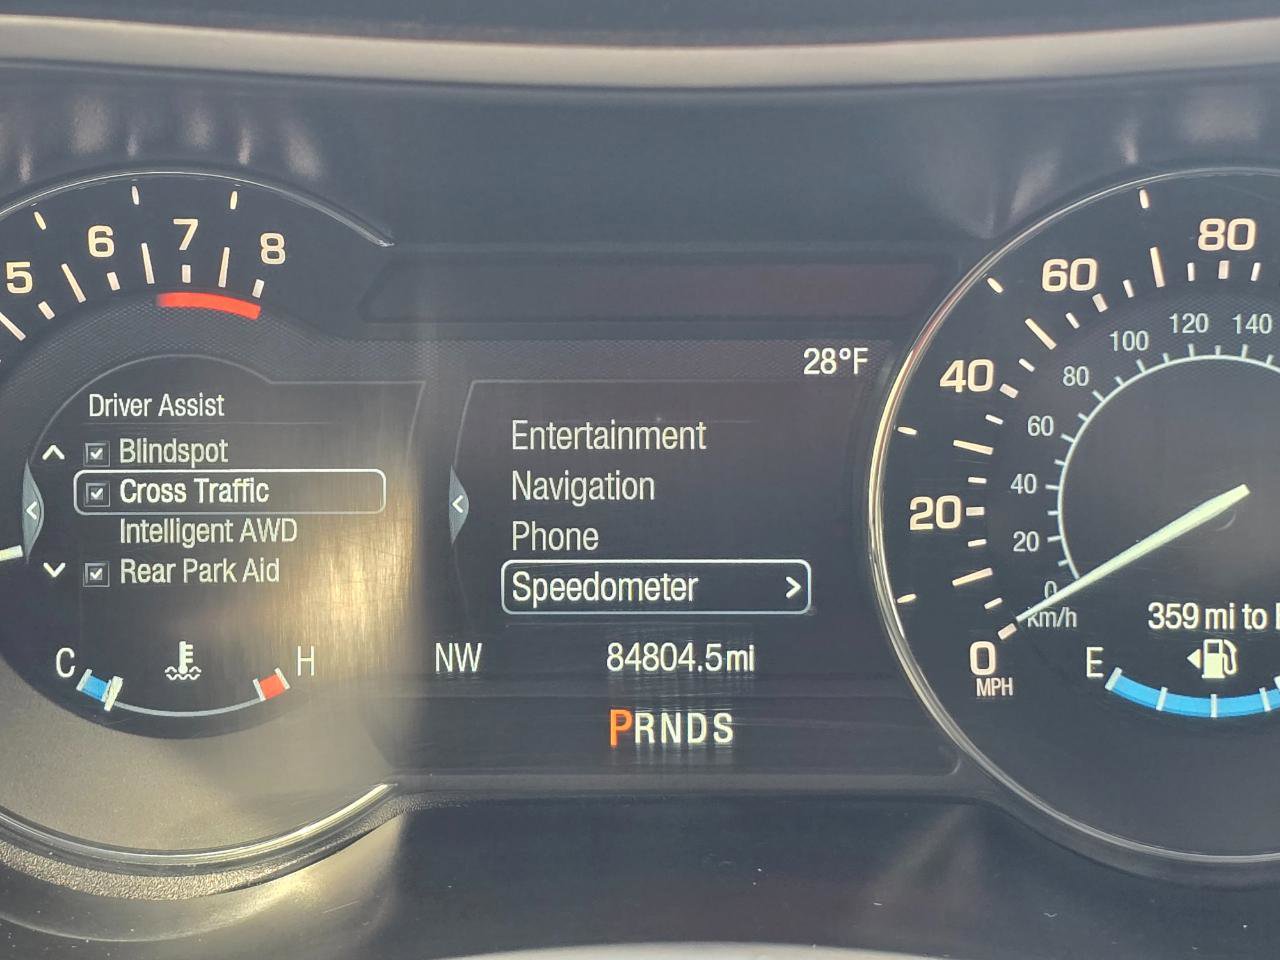 5 6 7 8
Driver Assist
Blindspot
Cross Traffic
Intelligent AWD
Rear Park Aid
C H
28°F
Entertainment
Navigation
Phone
Speedometer >
NW 84804.5mi
PRNDS
0 20 40 60 80
MPH
0 20 40 60 80 100 120 140
km/h
359 mi to
E